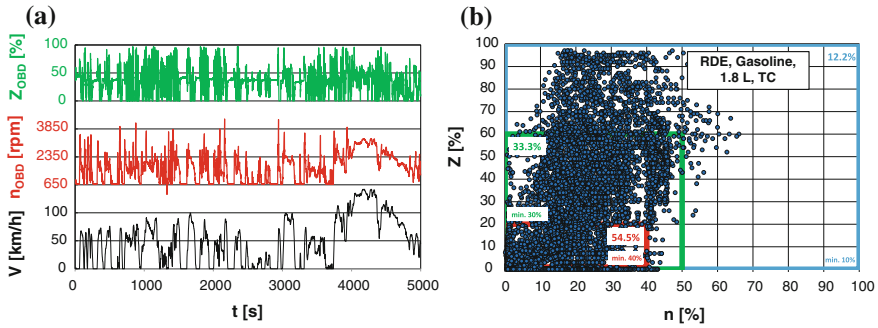 (a)
Z_OBD [%]
100
50
0
n_OBD [rpm]
3850
2350
650
V [km/h]
100
50
0
0 1000 2000 3000 4000 5000
t [s]
(b)
Z [%]
100
90
80
70
60
50
40
30
20
10
0
RDE, Gasoline,
1.8 L, TC
12.2%
33.3%
min. 30%
54.5%
min. 40%
min. 10%
0 10 20 30 40 50 60 70 80 90 100
n [%]